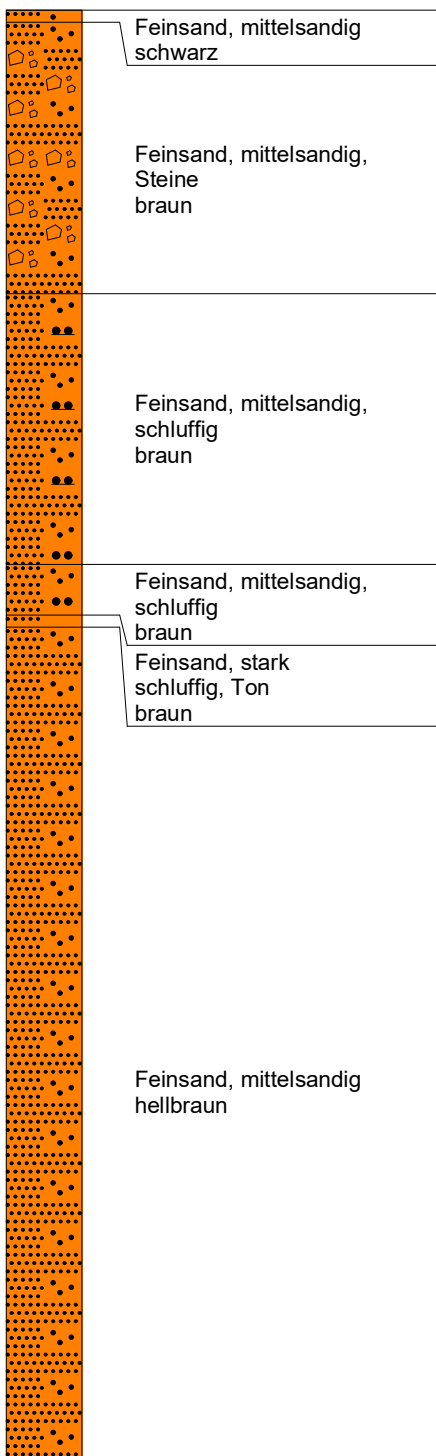 Feinsand, mittelsandig
schwarz
Feinsand, mittelsandig,
Steine
braun
Feinsand, mittelsandig,
schluffig
braun
Feinsand, mittelsandig,
schluffig
braun
Feinsand, stark
schluffig, Ton
braun
Feinsand, mittelsandig
hellbraun